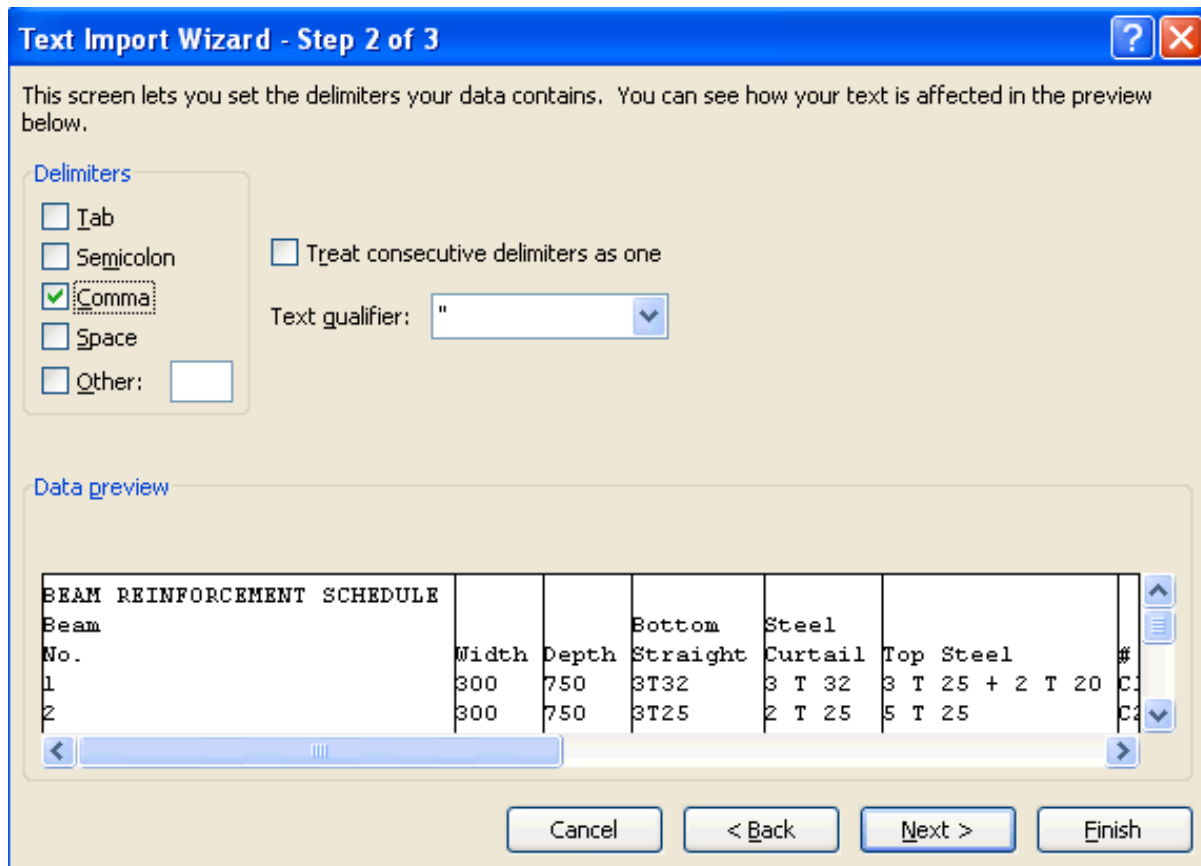 Text Import Wizard - Step 2 of 3
This screen lets you set the delimiters your data contains.  You can see how your text is affected in the preview
below.
Delimiters
Tab
Semicolon
Treat consecutive delimiters as one
Comma
Text qualifier: "
Space
Other:
Data preview
BEAM REINFORCEMENT SCHEDULE
Beam Bottom Steel
No. Width Depth Straight Curtail Top Steel #
1 300 750 3T32 3 T 32 3 T 25 + 2 T 20 C1
2 300 750 3T25 2 T 25 5 T 25 C2
Cancel < Back Next > Finish